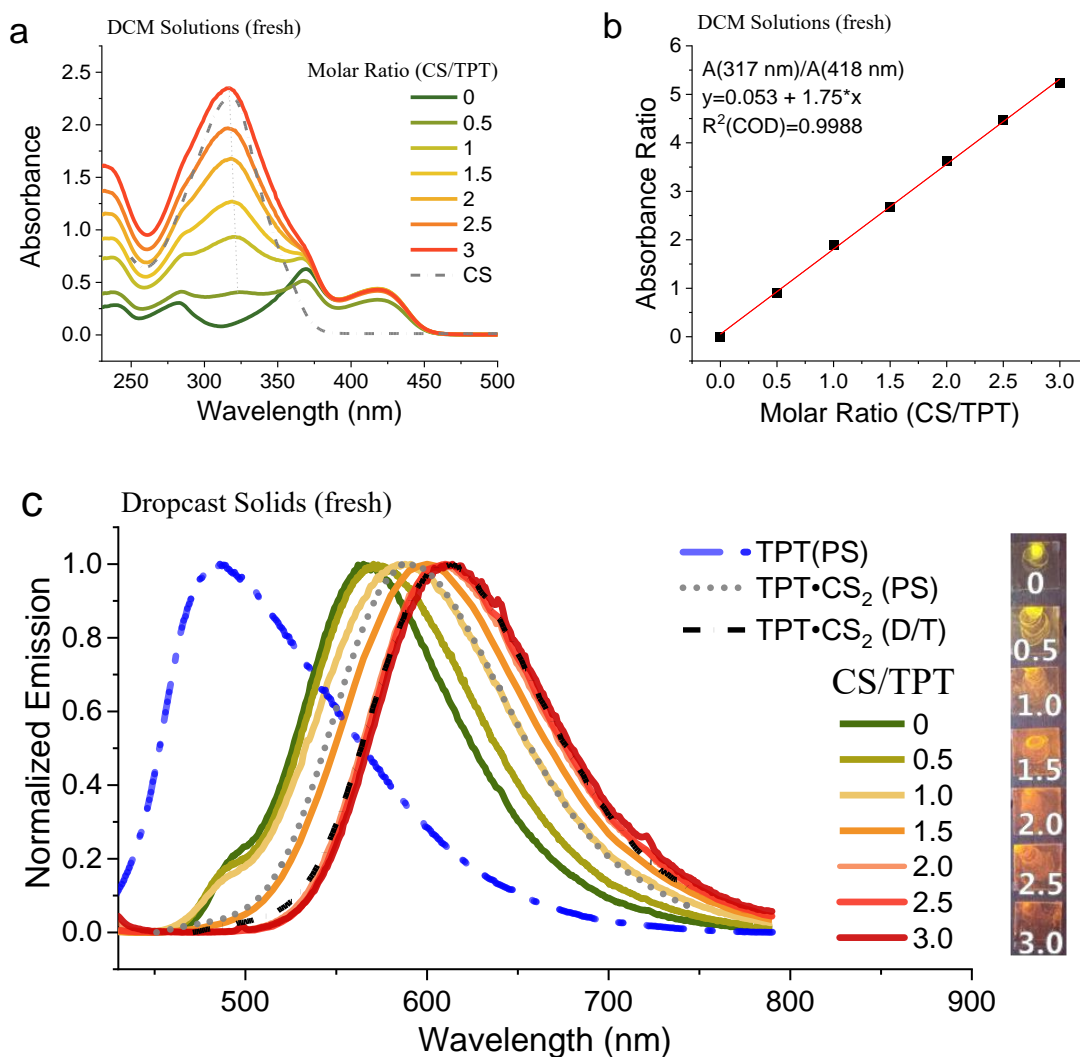 a
DCM Solutions (fresh)
Molar Ratio (CS/TPT)
0
0.5
1
1.5
2
2.5
3
CS
2.5
2.0
1.5
1.0
0.5
0.0
Absorbance
250 300 350 400 450 500
Wavelength (nm)
b
DCM Solutions (fresh)
A(317 nm)/A(418 nm)
y=0.053 + 1.75*x
R²(COD)=0.9988
6
5
4
3
2
1
0
Absorbance Ratio
0.0 0.5 1.0 1.5 2.0 2.5 3.0
Molar Ratio (CS/TPT)
c
Dropcast Solids (fresh)
1.0
0.8
0.6
0.4
0.2
0.0
Normalized Emission
500 600 700 800 900
Wavelength (nm)
TPT(PS)
TPT•CS₂ (PS)
TPT•CS₂ (D/T)
CS/TPT
0
0.5
1.0
1.5
2.0
2.5
3.0
0
0.5
1.0
1.5
2.0
2.5
3.0